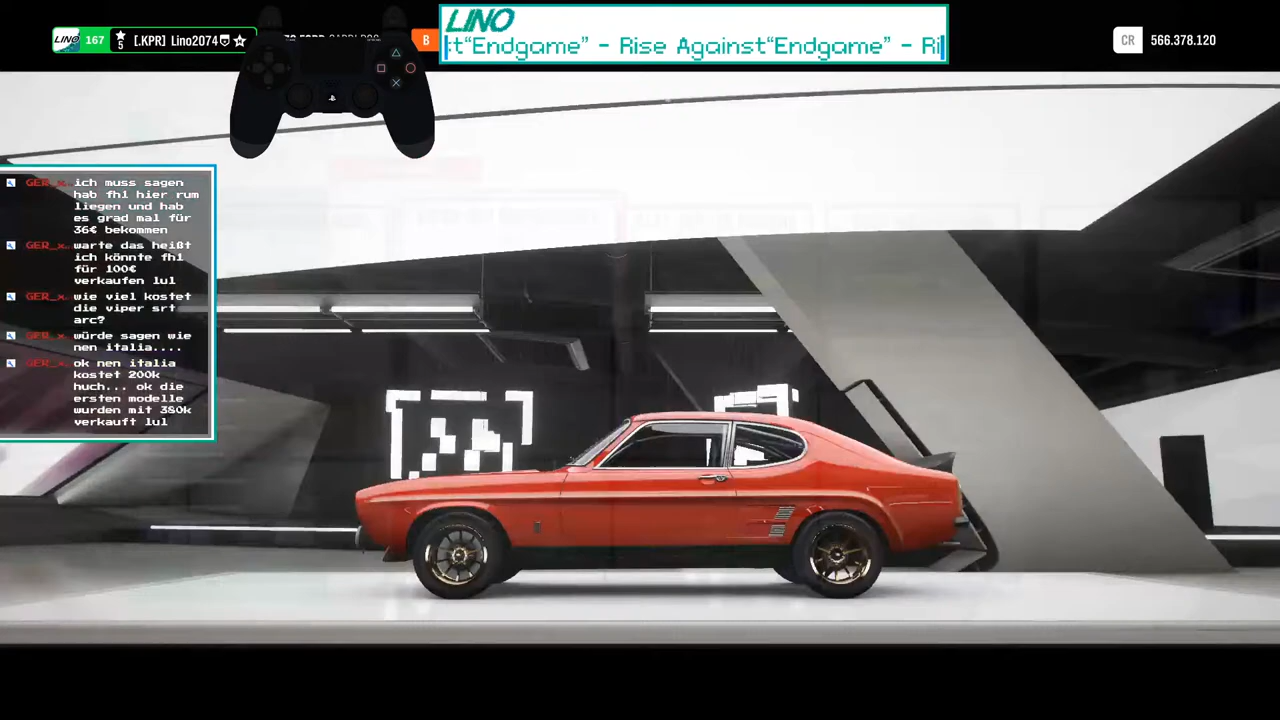 LINO
167
5
[.KPR] Lino2074
B
LINO
t“Endgame” - Rise Against“Endgame” - Ri
CR
566.378.120
ich muss sagen
hab fh1 hier rum
liegen und hab
es grad mal für
36€ bekommen
warte das heißt
ich könnte fh1
für 100€
verkaufen lul
wie viel kostet
die viper srt
arc?
würde sagen wie
nen italia....
ok nen italia
kostet 200k
huch... ok die
ersten modelle
wurden mit 380k
verkauft lul